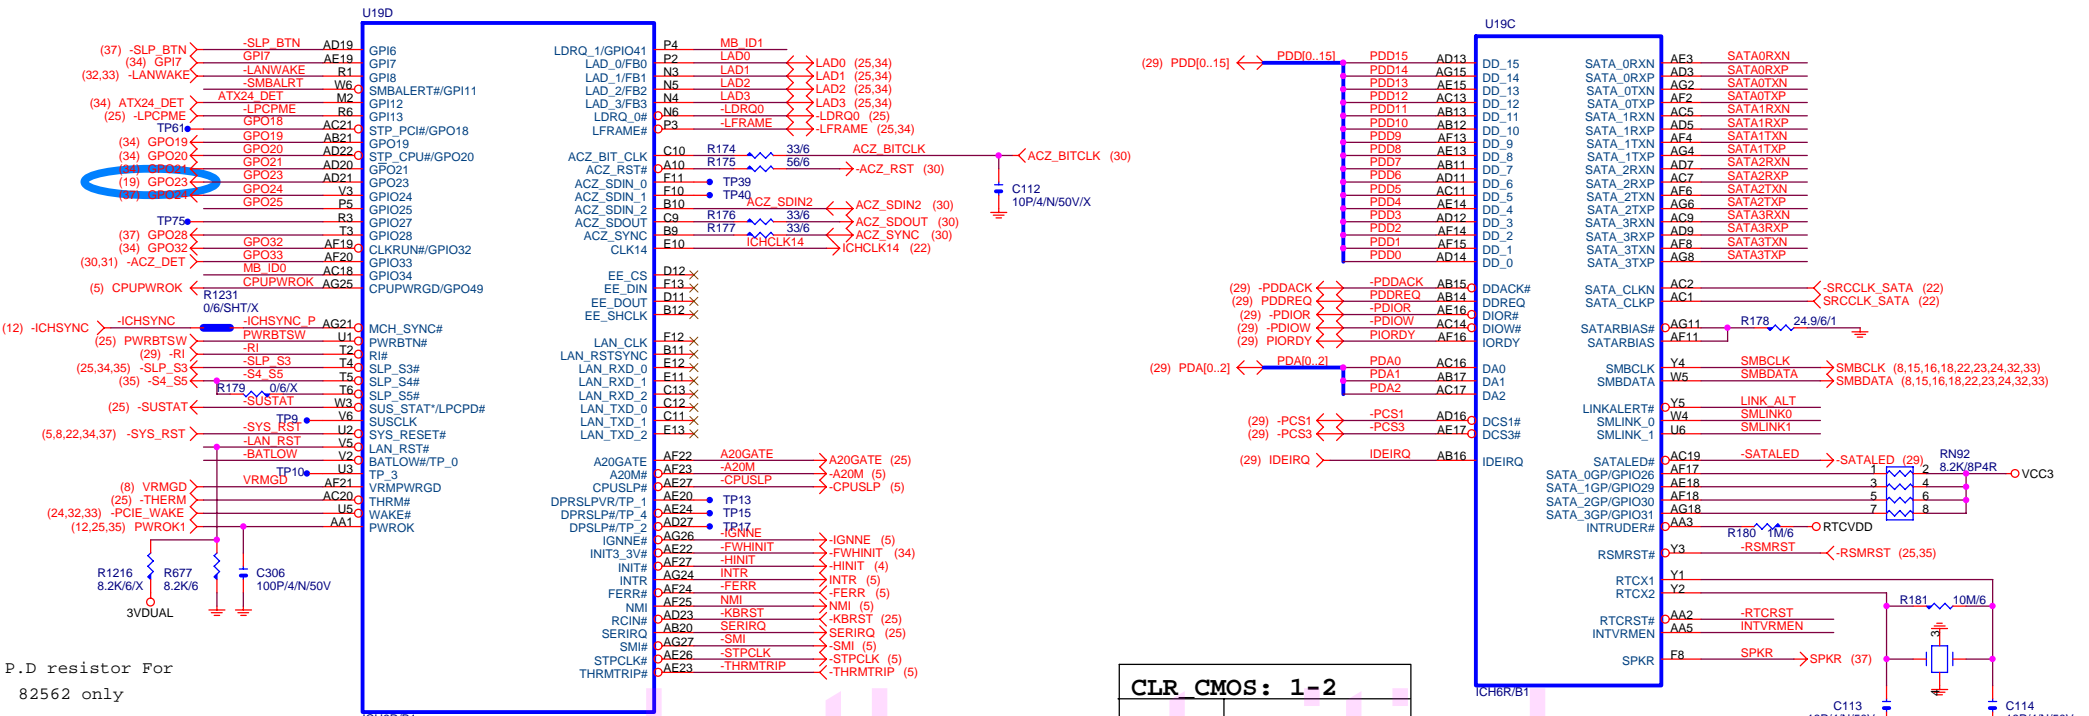 U19D
(37) -SLP_BTN -SLP_BTN AD19 GPI6
(34) GPI7 GPI7 AE19 GPI7
(32,33) -LANWAKE -LANWAKE R1 GPI8
-SMBALRT W6 SMBALERT#/GPI11
(34) ATX24_DET ATX24_DET M2 GPI12
(25) -LPCPME -LPCPME R6 GPI13
TP61 GPO18 AC21 STP_PCI#/GPO18
(34) GPO19 GPO19 AB21 GPO19
(34) GPO20 GPO20 AD22 STP_CPU#/GPO20
(34) GPO21 GPO21 AD20 GPO21
(19) GPO23 GPO23 AD21 GPO23
(37) GPO24 GPO24 V3 GPIO24
GPO25 P5 GPIO25
TP75 R3 GPIO27
(37) GPO28 T3 GPIO28
(34) GPO32 GPO32 AF19 CLKRUN#/GPIO32
(30,31) -ACZ_DET GPO33 AF20 GPIO33
MB_ID0 AC18 GPIO34
(5) CPUPWROK CPUPWROK AG25 CPUPWRGD/GPO49
R1231
0/6/SHT/X
(12) -ICHSYNC -ICHSYNC -ICHSYNC_P AG21 MCH_SYNC#
(25) PWRBTSW PWRBTSW U1 PWRBTN#
(29) -RI -RI T2 RI#
(25,34,35) -SLP_S3 -SLP_S3 T4 SLP_S3#
(35) -S4_S5 -S4_S5 T5 SLP_S4#
R179 0/6/X T6 SLP_S5#
(25) -SUSTAT -SUSTAT W3 SUS_STAT*/LPCPD#
TP9 V6 SUSCLK
(5,8,22,34,37) -SYS_RST -SYS_RST U2 SYS_RESET#
-LAN_RST V5 LAN_RST#
-BATLOW V2 BATLOW#/TP_0
TP10 U3 TP_3
(8) VRMGD VRMGD AF21 VRMPWRGD
(25) -THERM AC20 THRM#
(24,32,33) -PCIE_WAKE U5 WAKE#
(12,25,35) PWROK1 AA1 PWROK
R1216 R677 C306
8.2K/6/X 8.2K/6 100P/4/N/50V
3VDUAL
P.D resistor For
82562 only
LDRQ_1/GPIO41 P4 MB_ID1
LAD_0/FB0 P2 LAD0 LAD0 (25,34)
LAD_1/FB1 N3 LAD1 LAD1 (25,34)
LAD_2/FB2 N5 LAD2 LAD2 (25,34)
LAD_3/FB3 N4 LAD3 LAD3 (25,34)
LDRQ_0# N6 -LDRQ0 -LDRQ0 (25)
LFRAME# P3 -LFRAME -LFRAME (25,34)
ACZ_BIT_CLK C10 R174 33/6 ACZ_BITCLK ACZ_BITCLK (30)
ACZ_RST# A10 R175 56/6 -ACZ_RST (30)
ACZ_SDIN_0 F11 TP39
ACZ_SDIN_1 F10 TP40
ACZ_SDIN_2 B10 ACZ_SDIN2 ACZ_SDIN2 (30)
ACZ_SDOUT C9 R176 33/6 ACZ_SDOUT (30)
ACZ_SYNC B9 R177 33/6 ACZ_SYNC (30)
CLK14 E10 ICHCLK14 ICHCLK14 (22)
C112
10P/4/N/50V/X
EE_CS D12
EE_DIN F13
EE_DOUT D11
EE_SHCLK B12
LAN_CLK F12
LAN_RSTSYNC B11
LAN_RXD_0 E12
LAN_RXD_1 E11
LAN_RXD_2 C13
LAN_TXD_0 C12
LAN_TXD_1 C11
LAN_TXD_2 E13
A20GATE AF22 A20GATE A20GATE (25)
A20M# AF23 -A20M -A20M (5)
CPUSLP# AE27 -CPUSLP -CPUSLP (5)
DPRSLPVR/TP_1 AE20 TP13
DPRSLP#/TP_4 AE24 TP15
DPSLP#/TP_2 AD27 TP17
IGNNE# AG26 -IGNNE -IGNNE (5)
INIT3_3V# AE22 -FWHINIT -FWHINIT (34)
INIT# AF27 -HINIT -HINIT (4)
INTR AG24 INTR INTR (5)
FERR# AF24 -FERR -FERR (5)
NMI AF25 NMI NMI (5)
RCIN# AD23 -KBRST -KBRST (25)
SERIRQ AB20 SERIRQ SERIRQ (25)
SMI# AG27 -SMI -SMI (5)
STPCLK# AE26 -STPCLK -STPCLK (5)
THRMTRIP# AE23 -THRMTRIP -THRMTRIP (5)
U19C
(29) PDD[0..15] PDD[0..15] PDD15 AD13 DD_15
PDD14 AG15 DD_14
PDD13 AE15 DD_13
PDD12 AC13 DD_12
PDD11 AB13 DD_11
PDD10 AB12 DD_10
PDD9 AF13 DD_9
PDD8 AE13 DD_8
PDD7 AB11 DD_7
PDD6 AD11 DD_6
PDD5 AC11 DD_5
PDD4 AE14 DD_4
PDD3 AD12 DD_3
PDD2 AF14 DD_2
PDD1 AF15 DD_1
PDD0 AD14 DD_0
(29) -PDDACK -PDDACK AB15 DDACK#
(29) PDDREQ PDDREQ AB14 DDREQ
(29) -PDIOR -PDIOR AE16 DIOR#
(29) -PDIOW -PDIOW AC14 DIOW#
(29) PIORDY PIORDY AF16 IORDY
(29) PDA[0..2] PDA[0..2] PDA0 AC16 DA0
PDA1 AB17 DA1
PDA2 AC17 DA2
(29) -PCS1 -PCS1 AD16 DCS1#
(29) -PCS3 -PCS3 AE17 DCS3#
(29) IDEIRQ IDEIRQ AB16 IDEIRQ
SATA_0RXN AE3 SATA0RXN
SATA_0RXP AD3 SATA0RXP
SATA_0TXN AG2 SATA0TXN
SATA_0TXP AF2 SATA0TXP
SATA_1RXN AC5 SATA1RXN
SATA_1RXP AD5 SATA1RXP
SATA_1TXN AF4 SATA1TXN
SATA_1TXP AG4 SATA1TXP
SATA_2RXN AD7 SATA2RXN
SATA_2RXP AC7 SATA2RXP
SATA_2TXN AF6 SATA2TXN
SATA_2TXP AG6 SATA2TXP
SATA_3RXN AC9 SATA3RXN
SATA_3RXP AD9 SATA3RXP
SATA_3TXN AF8 SATA3TXN
SATA_3TXP AG8 SATA3TXP
SATA_CLKN AC2 -SRCCLK_SATA (22)
SATA_CLKP AC1 SRCCLK_SATA (22)
SATARBIAS# AG11 R178 24.9/6/1
SATARBIAS AF11
SMBCLK Y4 SMBCLK SMBCLK (8,15,16,18,22,23,24,32,33)
SMBDATA W5 SMBDATA SMBDATA (8,15,16,18,22,23,24,32,33)
LINKALERT# Y5 LINK_ALT
SMLINK_0 W4 SMLINK0
SMLINK_1 U6 SMLINK1
SATALED# AC19 -SATALED -SATALED (29) RN92
8.2K/8P4R
SATA_0GP/GPIO26 AF17 1 2 VCC3
SATA_1GP/GPIO29 AE18 3 4
SATA_2GP/GPIO30 AF18 5 6
SATA_3GP/GPIO31 AG18 7 8
INTRUDER# AA3 R180 1M/6 RTCVDD
RSMRST# Y3 -RSMRST -RSMRST (25,35)
RTCX1 Y1
RTCX2 Y2
R181 10M/6
RTCRST# AA2 -RTCRST
INTVRMEN AA5 INTVRMEN
3
SPKR F8 SPKR SPKR (37)
ICH6R/B1
C113 C114
CLR_CMOS: 1-2